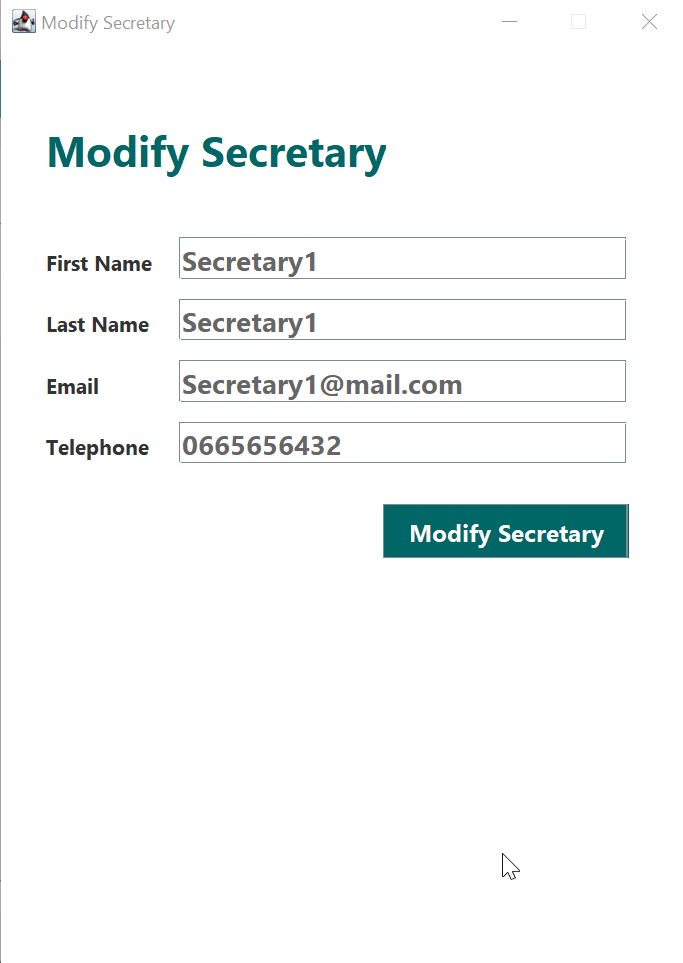 Modify Secretary
Modify Secretary
First Name Secretary1
Last Name Secretary1
Email Secretary1@mail.com
Telephone 0665656432
Modify Secretary